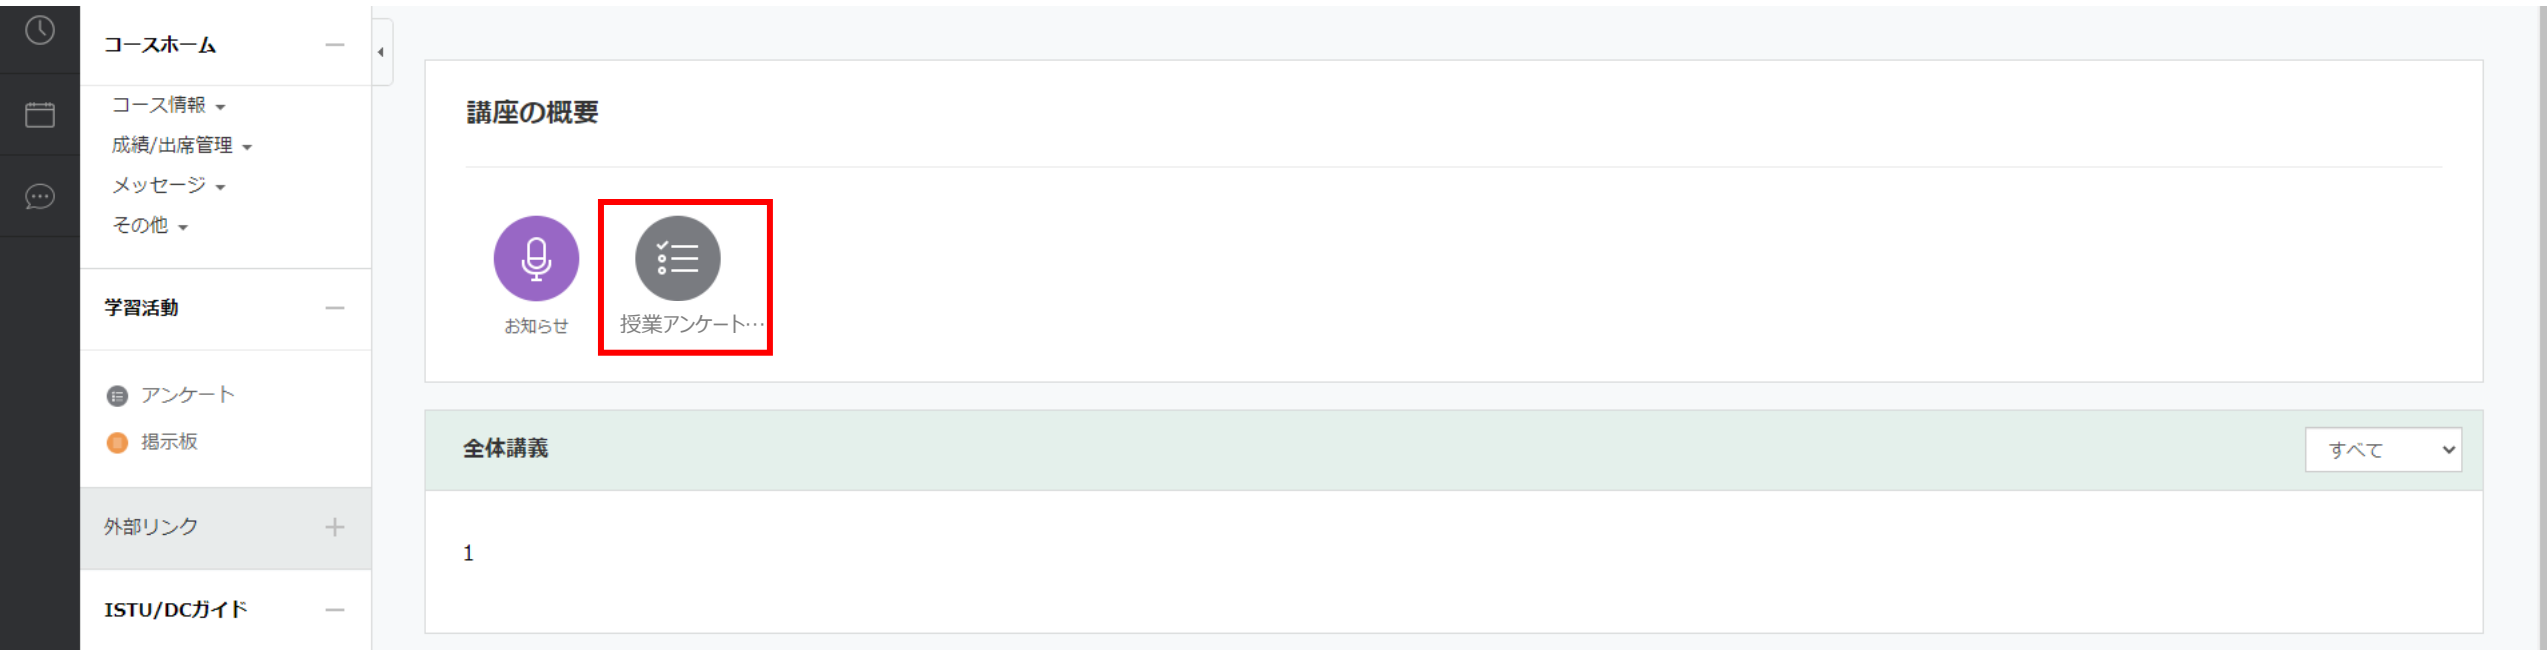 コースホーム
コース情報
成績/出席管理
メッセージ
その他
学習活動
アンケート
掲示板
外部リンク
ISTU/DCガイド
講座の概要
お知らせ
授業アンケート…
全体講義
すべて
1